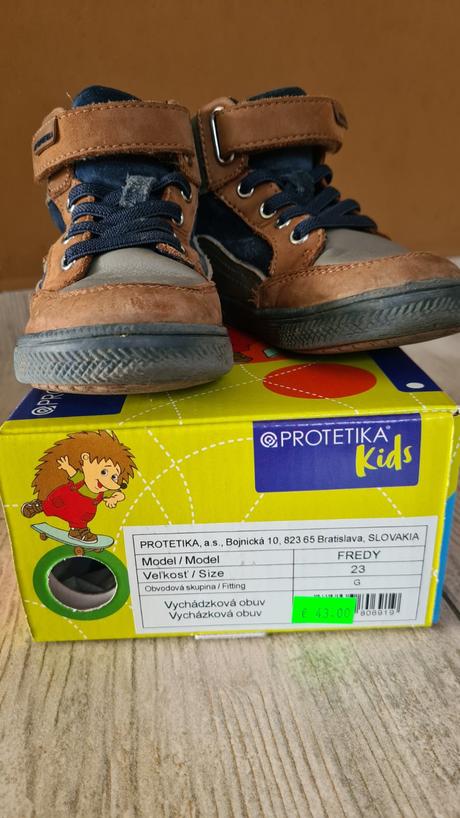 PROTETIKA
PROTETIKA®
Kids
PROTETIKA, a.s., Bojnická 10, 823 65 Bratislava, SLOVAKIA
Model / Model FREDY
Veľkosť / Size 23
Obvodová skupina / Fitting G
Vychádzková obuv
Vycházková obuv
€ 43.00
806919